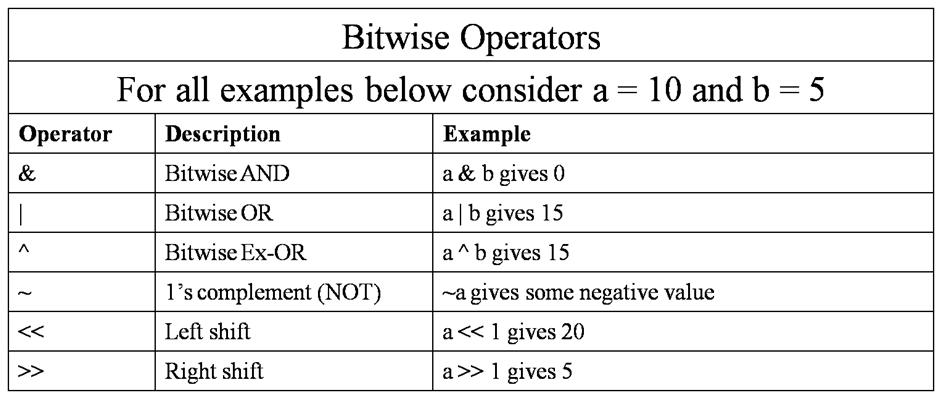 Bitwise Operators
For all examples below consider a = 10 and b = 5
Operator Description Example
& Bitwise AND a & b gives 0
| Bitwise OR a | b gives 15
^ Bitwise Ex-OR a ^ b gives 15
~ 1’s complement (NOT) ~a gives some negative value
<< Left shift a << 1 gives 20
>> Right shift a >> 1 gives 5